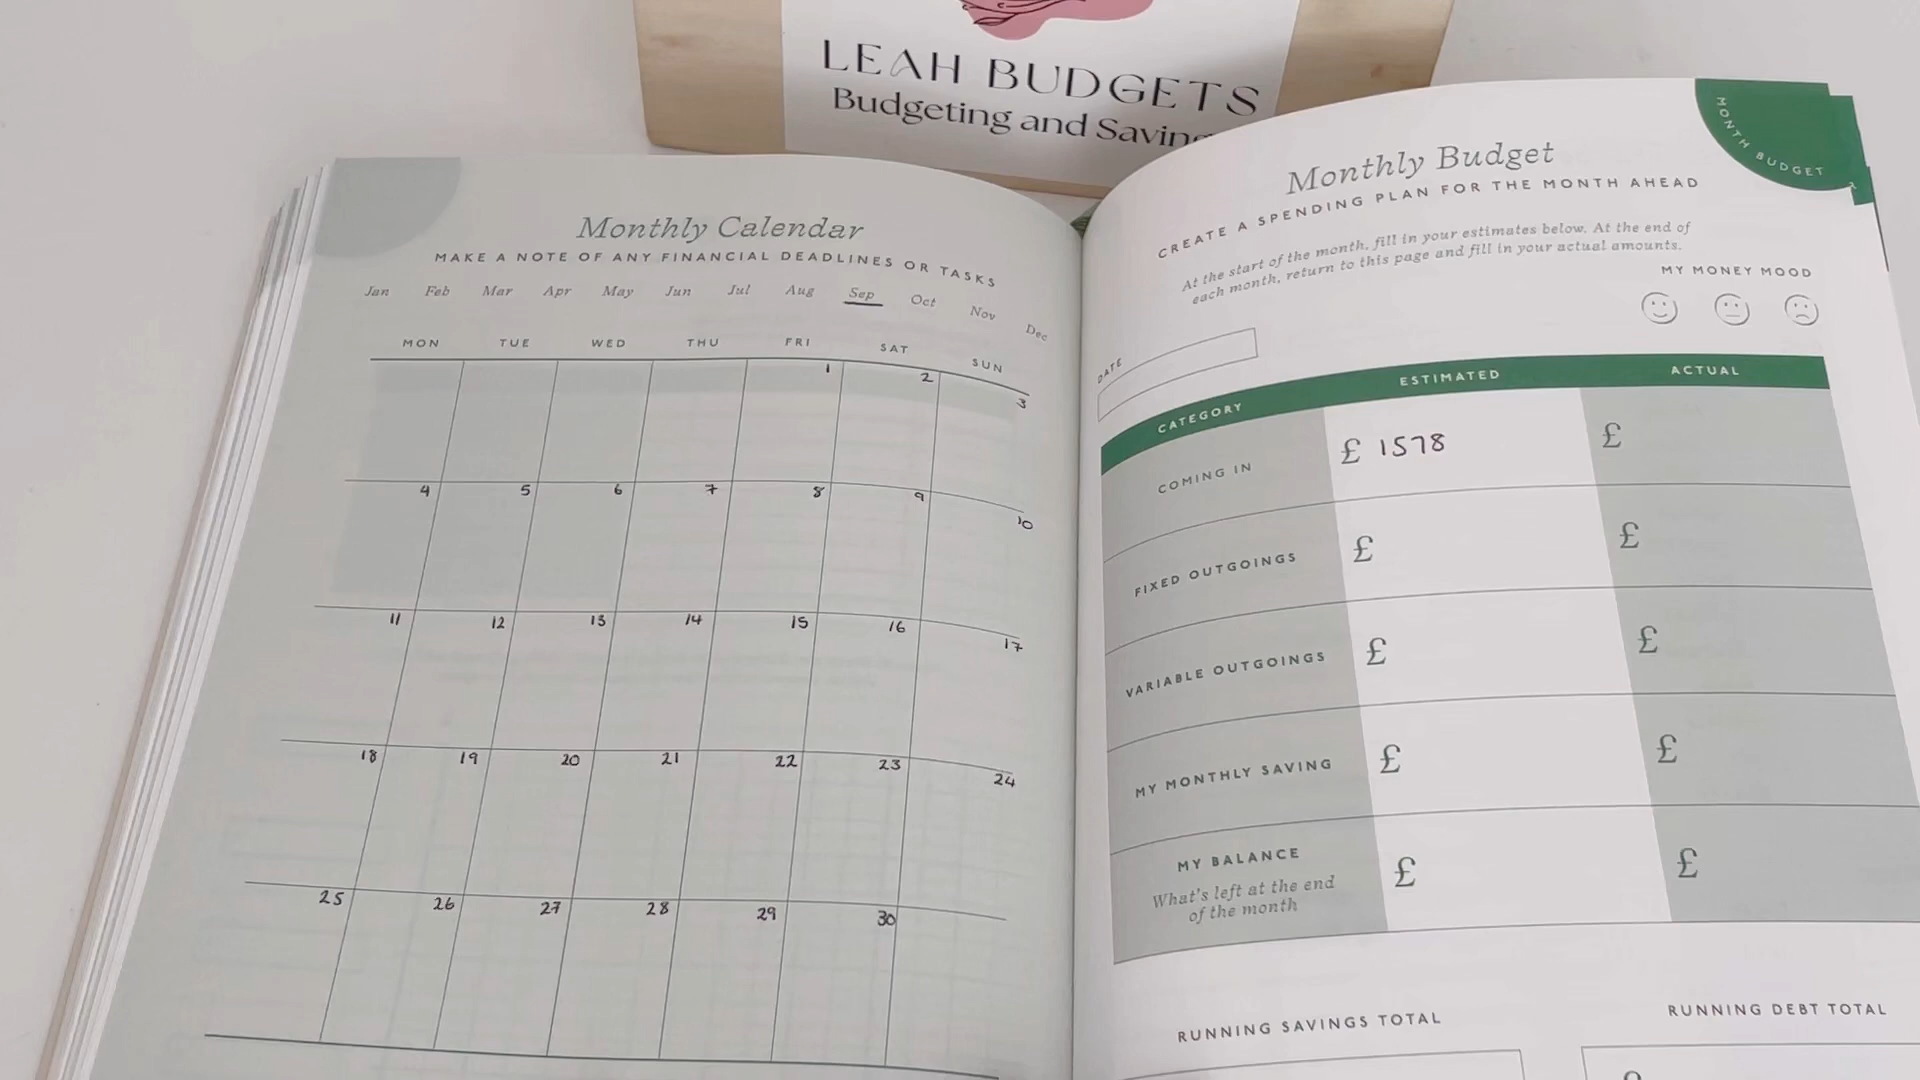 LEAH BUDGETS
Budgeting and Savin
Monthly Calendar
MAKE A NOTE OF ANY FINANCIAL DEADLINES OR TASKS
Jan Feb Mar Apr May Jun Jul Aug Sep Oct Nov Dec
MON TUE WED THU FRI SAT SUN
1 2 3
4 5 6 7 8 9 10
11 12 13 14 15 16 17
18 19 20 21 22 23 24
25 26 27 28 29 30
MONTH BUDGET
Monthly Budget
CREATE A SPENDING PLAN FOR THE MONTH AHEAD
At the start of the month, fill in your estimates below. At the end of
each month, return to this page and fill in your actual amounts.
MY MONEY MOOD
DATE
CATEGORY ESTIMATED ACTUAL
COMING IN £ 1578 £
FIXED OUTGOINGS £ £
VARIABLE OUTGOINGS £ £
MY MONTHLY SAVING £ £
MY BALANCE £ £
What's left at the end
of the month
RUNNING SAVINGS TOTAL RUNNING DEBT TOTAL